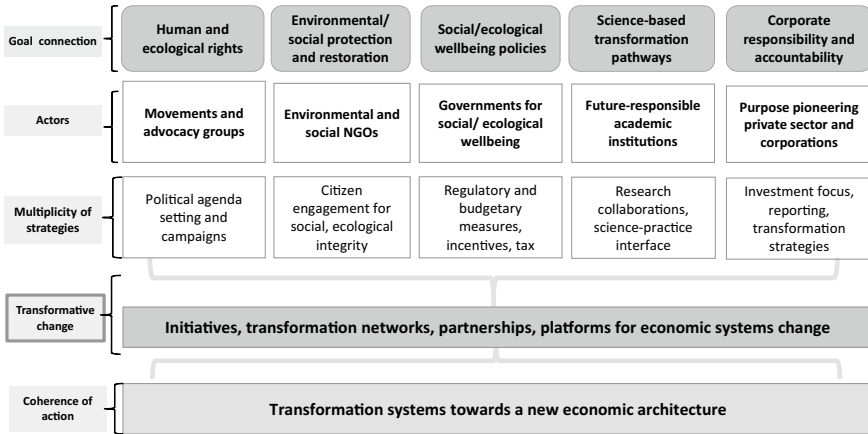 Goal connection
Human and
ecological rights
Environmental/
social protection
and restoration
Social/ecological
wellbeing policies
Science-based
transformation
pathways
Corporate
responsibility and
accountability
Actors
Movements and
advocacy groups
Environmental and
social NGOs
Governments for
social/ ecological
wellbeing
Future-responsible
academic
institutions
Purpose pioneering
private sector and
corporations
Multiplicity of
strategies
Political agenda
setting and
campaigns
Citizen
engagement for
social, ecological
integrity
Regulatory and
budgetary
measures,
incentives, tax
Research
collaborations,
science-practice
interface
Investment focus,
reporting,
transformation
strategies
Transformative
change
Initiatives, transformation networks, partnerships, platforms for economic systems change
Coherence of
action
Transformation systems towards a new economic architecture